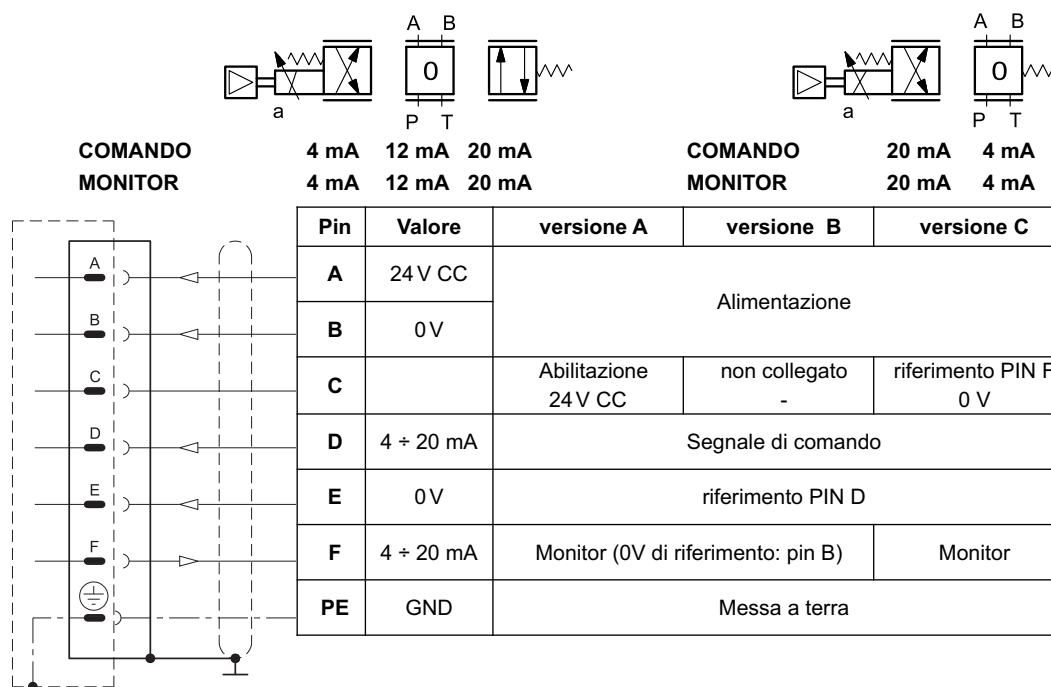 A B
A B
0
0
a
a
P T
P T
COMANDO 4 mA 12 mA 20 mA COMANDO 20 mA 4 mA
MONITOR 4 mA 12 mA 20 mA MONITOR 20 mA 4 mA
Pin Valore versione A versione B versione C
A A 24 V CC Alimentazione
B B 0 V
C C Abilitazione non collegato riferimento PIN F
24 V CC - 0 V
D D 4 ÷ 20 mA Segnale di comando
E E 0 V riferimento PIN D
F F 4 ÷ 20 mA Monitor (0V di riferimento: pin B) Monitor
PE GND Messa a terra